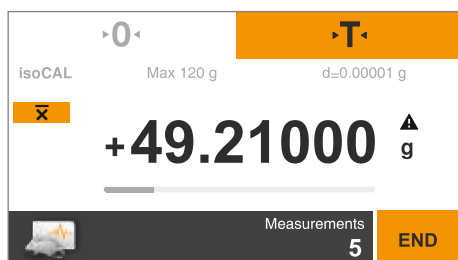 ▸0◂
▸T◂
isoCAL
Max 120 g
d=0.00001 g
x̅
+49.21000 g
Measurements
5
END